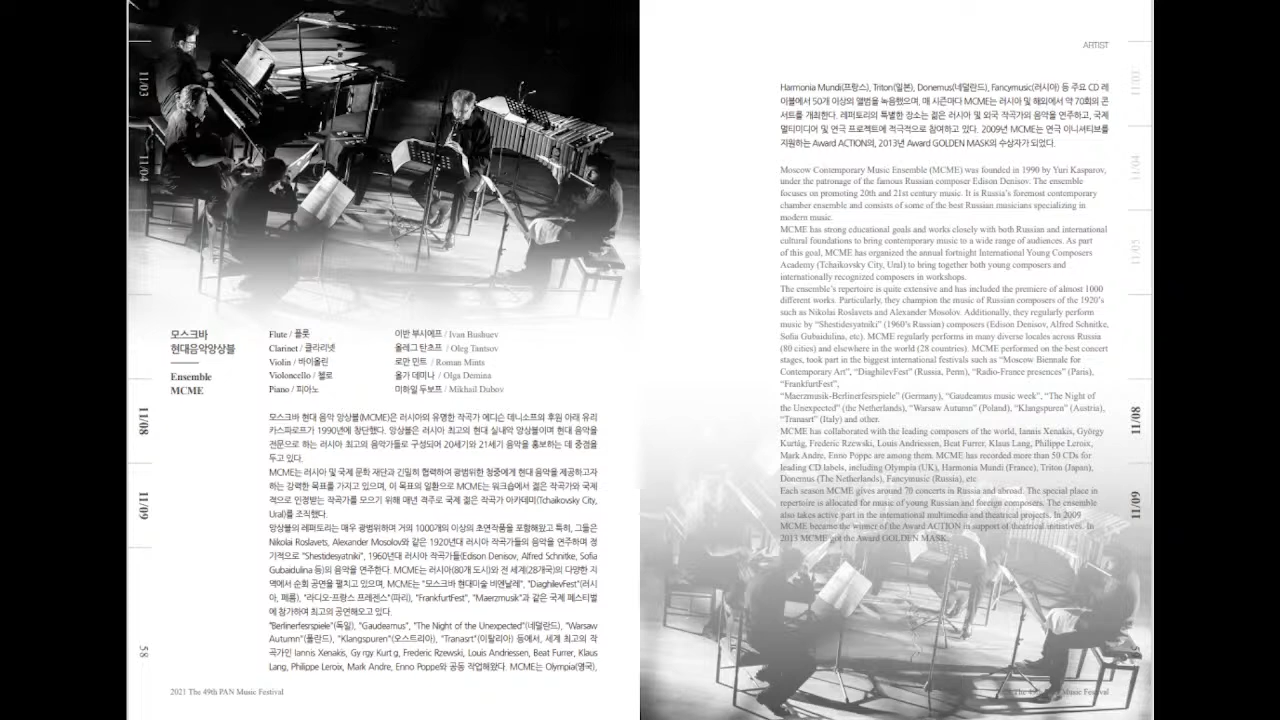 11/03
11/04
모스크바
현대음악앙상블
Ensemble
MCME
Flute / 플룻
Clarinet / 클라리넷
Violin / 바이올린
Violoncello / 첼로
Piano / 피아노
이반 부시에프 / Ivan Bushuev
올레그 탄초프 / Oleg Tantsov
로만 민트 / Roman Mints
올가 데미나 / Olga Demina
미하일 두보프 / Mikhail Dubov
모스크바 현대 음악 앙상블(MCME)은 러시아의 유명한 작곡가 에디슨 데니소프의 후원 아래 유리
카스파로프가 1990년에 창단했다. 앙상블은 러시아 최고의 현대 실내악 앙상블이며 현대 음악을
전문으로 하는 러시아 최고의 음악가들로 구성되어 20세기와 21세기 음악을 홍보하는 데 중점을
두고 있다.
MCME는 러시아 및 국제 문화 재단과 긴밀히 협력하여 광범위한 청중에게 현대 음악을 제공하고자
하는 강력한 목표를 가지고 있으며, 이 목표의 일환으로 MCME는 워크숍에서 젊은 작곡가와 국제
적으로 인정받는 작곡가를 모으기 위해 매년 격주로 국제 젊은 작곡가 아카데미(Tchaikovsky City,
Ural)를 조직했다.
앙상블의 레퍼토리는 매우 광범위하며 거의 1000개에 이상의 초연작품을 포함해왔고 특히, 그들은
Nikolai Roslavets, Alexander Mosolov와 같은 1920년대 러시아 작곡가들의 음악을 연주하며 정
기적으로 "Shestidesyatniki", 1960년대 러시아 작곡가들(Edison Denisov, Alfred Schnitke, Sofia
Gubaidulina 등)의 음악을 연주한다. MCME는 러시아(80개 도시)와 전 세계(28개국)의 다양한 지
역에서 순회 공연을 펼치고 있으며, MCME는 "모스크바 현대미술 비엔날레", "DiaghilevFest"(러시
아, 페름), "라디오-프랑스 프레젠스"(파리), "FrankfurtFest", "Maerzmusik"과 같은 국제 페스티벌
에 참가하여 최고의 공연해오고 있다.
"Berlinerfesrspiele"(독일), "Gaudeamus", "The Night of the Unexpected"(네덜란드), "Warsaw
Autumn"(폴란드), "Klangspuren"(오스트리아), "Tranasrt"(이탈리아) 등에서, 세계 최고의 작
곡가인 Iannis Xenakis, Gy rgy Kurt g, Frederic Rzewski, Louis Andriessen, Beat Furrer, Klaus
Lang, Philippe Leroix, Mark Andre, Enno Poppe와 공동 작업해왔다. MCME는 Olympia(영국),
11/08
11/09
58
2021 The 49th PAN Music Festival
ARTIST
Harmonia Mundi(프랑스), Triton(일본), Donemus(네덜란드), Fancymusic(러시아) 등 주요 CD 레
이블에서 50개 이상의 앨범을 녹음했으며, 매 시즌마다 MCME는 러시아 및 해외에서 약 70회의 콘
서트를 개최한다. 레퍼토리의 특별한 장소는 젊은 러시아 및 외국 작곡가의 음악을 연주하고, 국제
멀티미디어 및 연극 프로젝트에 적극적으로 참여하고 있다. 2009년 MCME는 연극 이니셔티브를
지원하는 Award ACTION의, 2013년 Award GOLDEN MASK의 수상자가 되었다.
Moscow Contemporary Music Ensemble (MCME) was founded in 1990 by Yuri Kasparov,
under the patronage of the famous Russian composer Edison Denisov. The ensemble
focuses on promoting 20th and 21st century music. It is Russia's foremost contemporary
chamber ensemble and consists of some of the best Russian musicians specializing in
modern music.
MCME has strong educational goals and works closely with both Russian and international
cultural foundations to bring contemporary music to a wide range of audiences. As part
of this goal, MCME has organized the annual fortnight International Young Composers
Academy (Tchaikovsky City, Ural) to bring together both young composers and
internationally recognized composers in workshops.
The ensemble's repertoire is quite extensive and has included the premiere of almost 1000
different works. Particularly, they champion the music of Russian composers of the 1920's
such as Nikolai Roslavets and Alexander Mosolov. Additionally, they regularly perform
music by "Shestidesyatniki" (1960's Russian) composers (Edison Denisov, Alfred Schnitke,
Sofia Gubaidulina, etc). MCME regularly performs in many diverse locales across Russia
(80 cities) and elsewhere in the world (28 countries). MCME performed on the best concert
stages, took part in the biggest international festivals such as "Moscow Biennale for
Contemporary Art", "DiaghilevFest" (Russia, Perm), "Radio-France presences" (Paris),
"FrankfurtFest",
"Maerzmusik-Berlinerfesrspiele" (Germany), "Gaudeamus music week", "The Night of
the Unexpected" (the Netherlands), "Warsaw Autumn" (Poland), "Klangspuren" (Austria),
"Tranasrt" (Italy) and other.
MCME has collaborated with the leading composers of the world, Ianais Xenakis, György
Kurtág, Frederic Rzewski, Louis Andriessen, Beat Furrer, Klaus Lang, Philippe Leroix,
Mark Andre, Enno Poppe are among them. MCME has recorded more than 50 CDs for
leading CD labels, including Olympia (UK), Harmonia Mundi (France), Triton (Japan),
Donemus (The Netherlands), Fancymusic (Russia), etc
Each season MCME gives around 70 concerts in Russia and abroad. The special place in
repertoire is allocated for music of young Russian and foreign composers. The ensemble
also takes active part in the international multimedia and theatrical projects. In 2009
MCME became the winner of the Award ACTION in support of theatrical initiatives. In
2013 MCME got the Award GOLDEN MASK.
11/03
11/04
11/05
11/08
11/09
The 49th PAN Music Festival